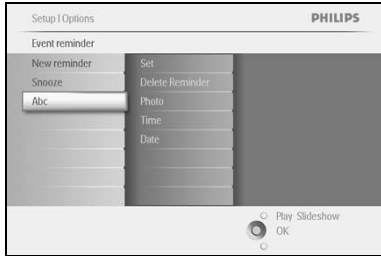 Setup | Options PHILIPS
Event reminder
New reminder Set
Snooze Delete Reminder
Abc Photo
Time
Date
Play Slideshow
OK